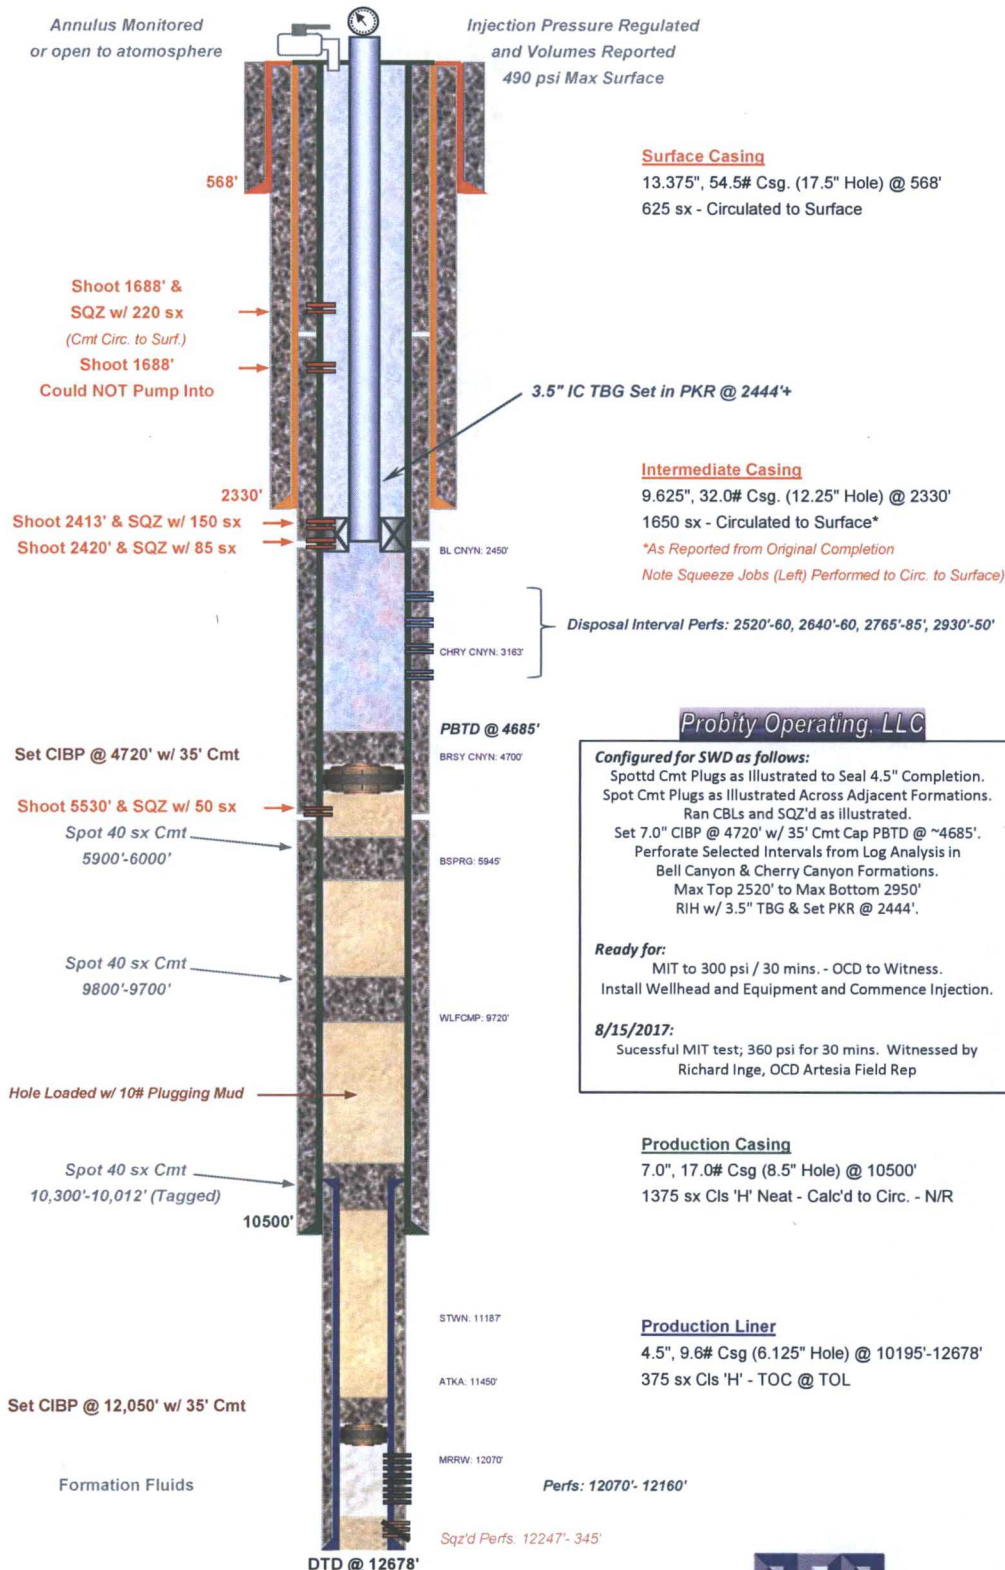 Annulus Monitored
or open to atomosphere
Injection Pressure Regulated
and Volumes Reported
490 psi Max Surface
568'
Surface Casing
13.375", 54.5# Csg. (17.5" Hole) @ 568'
625 sx - Circulated to Surface
Shoot 1688' &
SQZ w/ 220 sx
(Cmt Circ. to Surf.)
Shoot 1688'
Could NOT Pump Into
3.5" IC TBG Set in PKR @ 2444'+
2330'
Intermediate Casing
9.625", 32.0# Csg. (12.25" Hole) @ 2330'
1650 sx - Circulated to Surface*
*As Reported from Original Completion
Note Squeeze Jobs (Left) Performed to Circ. to Surface)
Shoot 2413' & SQZ w/ 150 sx
Shoot 2420' & SQZ w/ 85 sx
BL CNYN: 2450'
Disposal Interval Perfs: 2520'-60, 2640'-60, 2765'-85', 2930'-50'
CHRY CNYN: 3163'
PBTD @ 4685'
Set CIBP @ 4720' w/ 35' Cmt
BRSY CNYN: 4700'
Shoot 5530' & SQZ w/ 50 sx
Spot 40 sx Cmt
5900'-6000'
BSPRG: 5945'
Probity Operating, LLC
Configured for SWD as follows:
Spottd Cmt Plugs as Illustrated to Seal 4.5" Completion.
Spot Cmt Plugs as Illustrated Across Adjacent Formations.
Ran CBLs and SQZ'd as illustrated.
Set 7.0" CIBP @ 4720' w/ 35' Cmt Cap PBTD @ ~4685'.
Perforate Selected Intervals from Log Analysis in
Bell Canyon & Cherry Canyon Formations.
Max Top 2520' to Max Bottom 2950'
RIH w/ 3.5" TBG & Set PKR @ 2444'.
Ready for:
MIT to 300 psi / 30 mins. - OCD to Witness.
Install Wellhead and Equipment and Commence Injection.
8/15/2017:
Sucessful MIT test; 360 psi for 30 mins. Witnessed by
Richard Inge, OCD Artesia Field Rep
Spot 40 sx Cmt
9800'-9700'
WLFCMP: 9720'
Hole Loaded w/ 10# Plugging Mud
Spot 40 sx Cmt
10,300'-10,012' (Tagged)
10500'
Production Casing
7.0", 17.0# Csg (8.5" Hole) @ 10500'
1375 sx Cls 'H' Neat - Calc'd to Circ. - N/R
STWN: 11187'
Production Liner
4.5", 9.6# Csg (6.125" Hole) @ 10195'-12678'
375 sx Cls 'H' - TOC @ TOL
ATKA: 11450'
Set CIBP @ 12,050' w/ 35' Cmt
MRRW: 12070'
Formation Fluids
Perfs: 12070'- 12160'
Sqz'd Perfs. 12247'- 345'
DTD @ 12678'